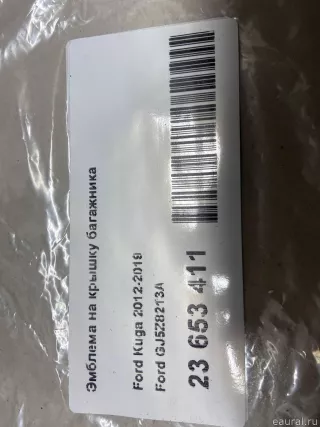 Эмблема на крышку багажника
Ford Kuga 2012-2019
Ford GJ5Z8213A
23 653 411
eaural.ru